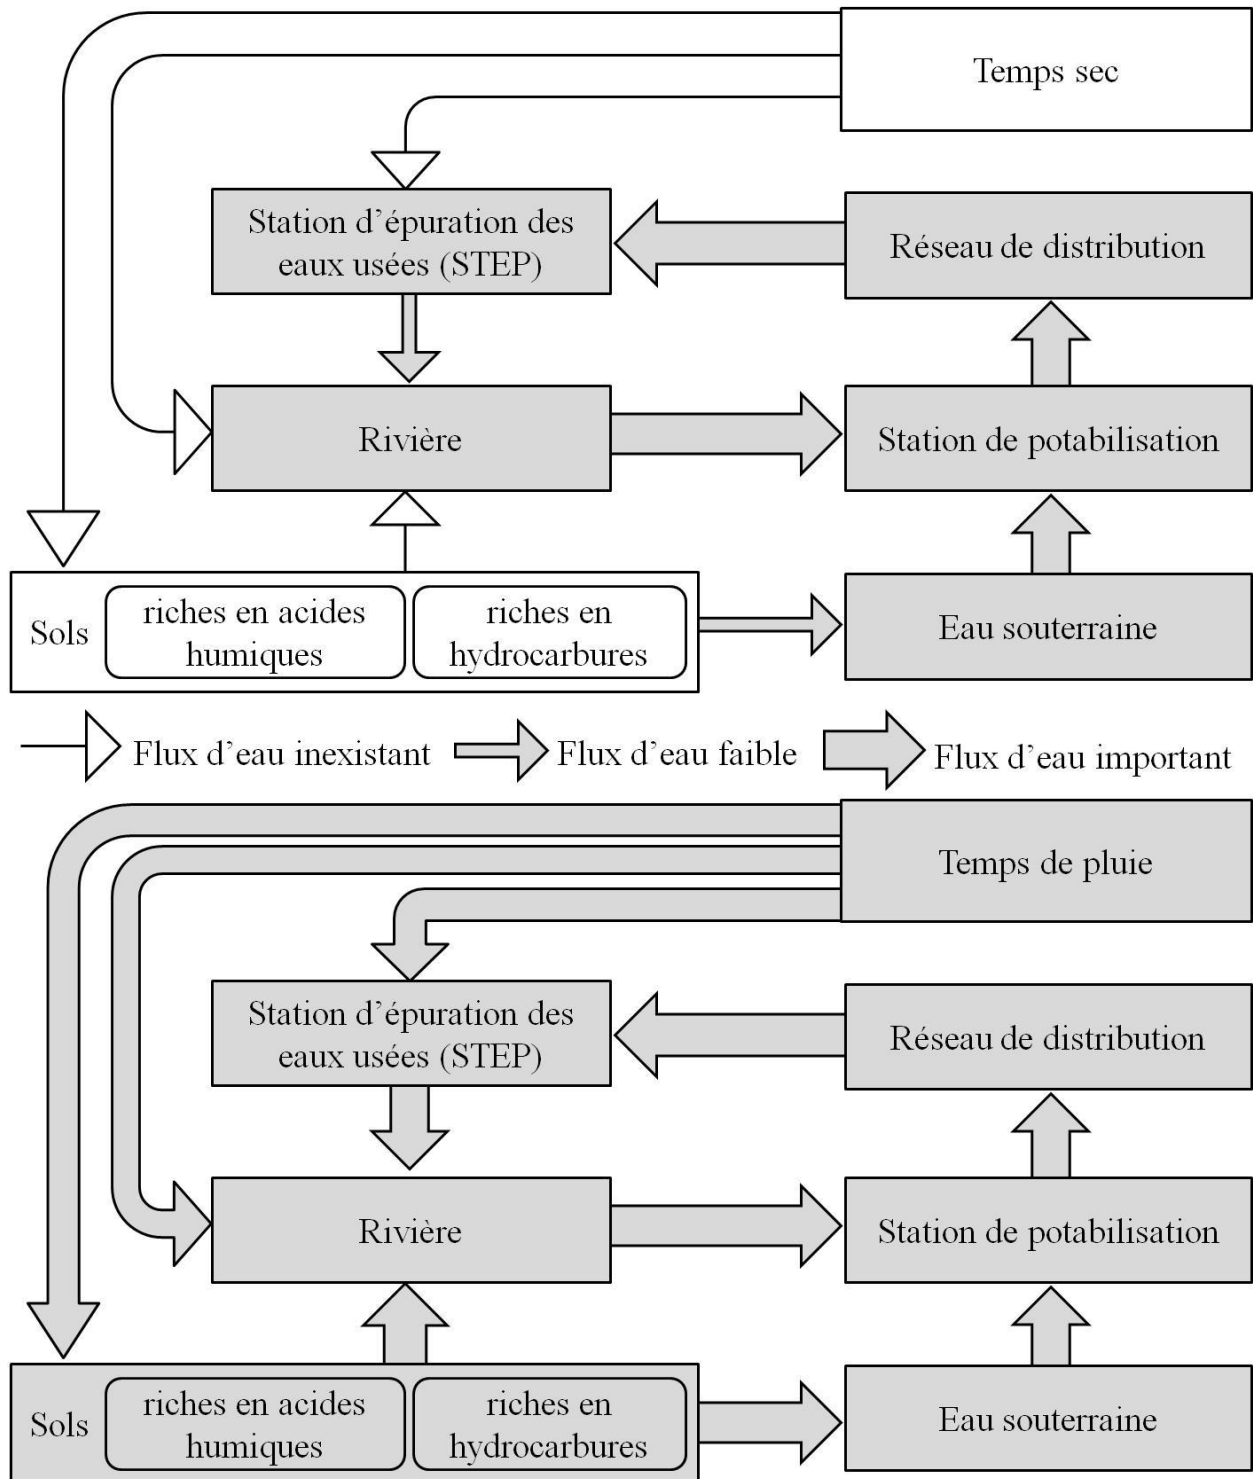 Temps sec
Station d'épuration des
eaux usées (STEP)
Réseau de distribution
Rivière
Station de potabilisation
Sols
riches en acides
humiques
riches en
hydrocarbures
Eau souterraine
Flux d'eau inexistant
Flux d'eau faible
Flux d'eau important
Temps de pluie
Station d'épuration des
eaux usées (STEP)
Réseau de distribution
Rivière
Station de potabilisation
Sols
riches en acides
humiques
riches en
hydrocarbures
Eau souterraine